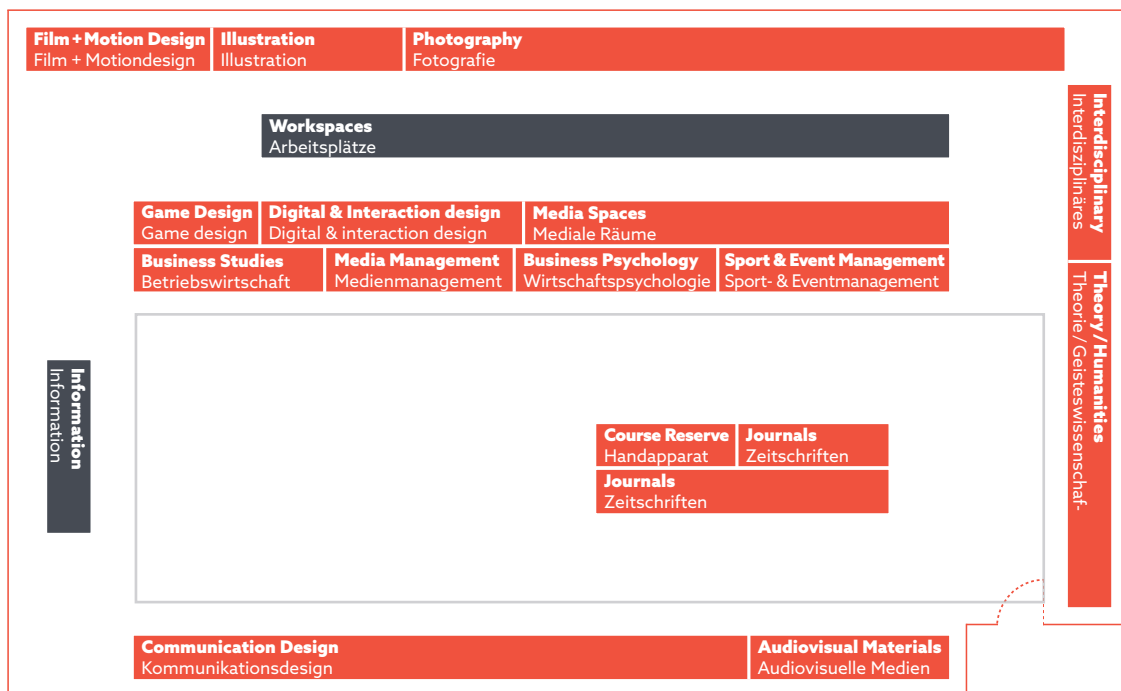 Film + Motion Design
Film + Motiondesign
Illustration
Illustration
Photography
Fotografie
Interdisciplinary
Interdisziplinäres
Workspaces
Arbeitsplätze
Game Design
Game design
Digital & Interaction design
Digital & interaction design
Media Spaces
Mediale Räume
Business Studies
Betriebswirtschaft
Media Management
Medienmanagement
Business Psychology
Wirtschaftspsychologie
Sport & Event Management
Sport- & Eventmanagement
Theory / Humanities
Theorie / Geisteswissenschaf-
Information
Information
Course Reserve
Handapparat
Journals
Zeitschriften
Journals
Zeitschriften
Communication Design
Kommunikationsdesign
Audiovisual Materials
Audiovisuelle Medien